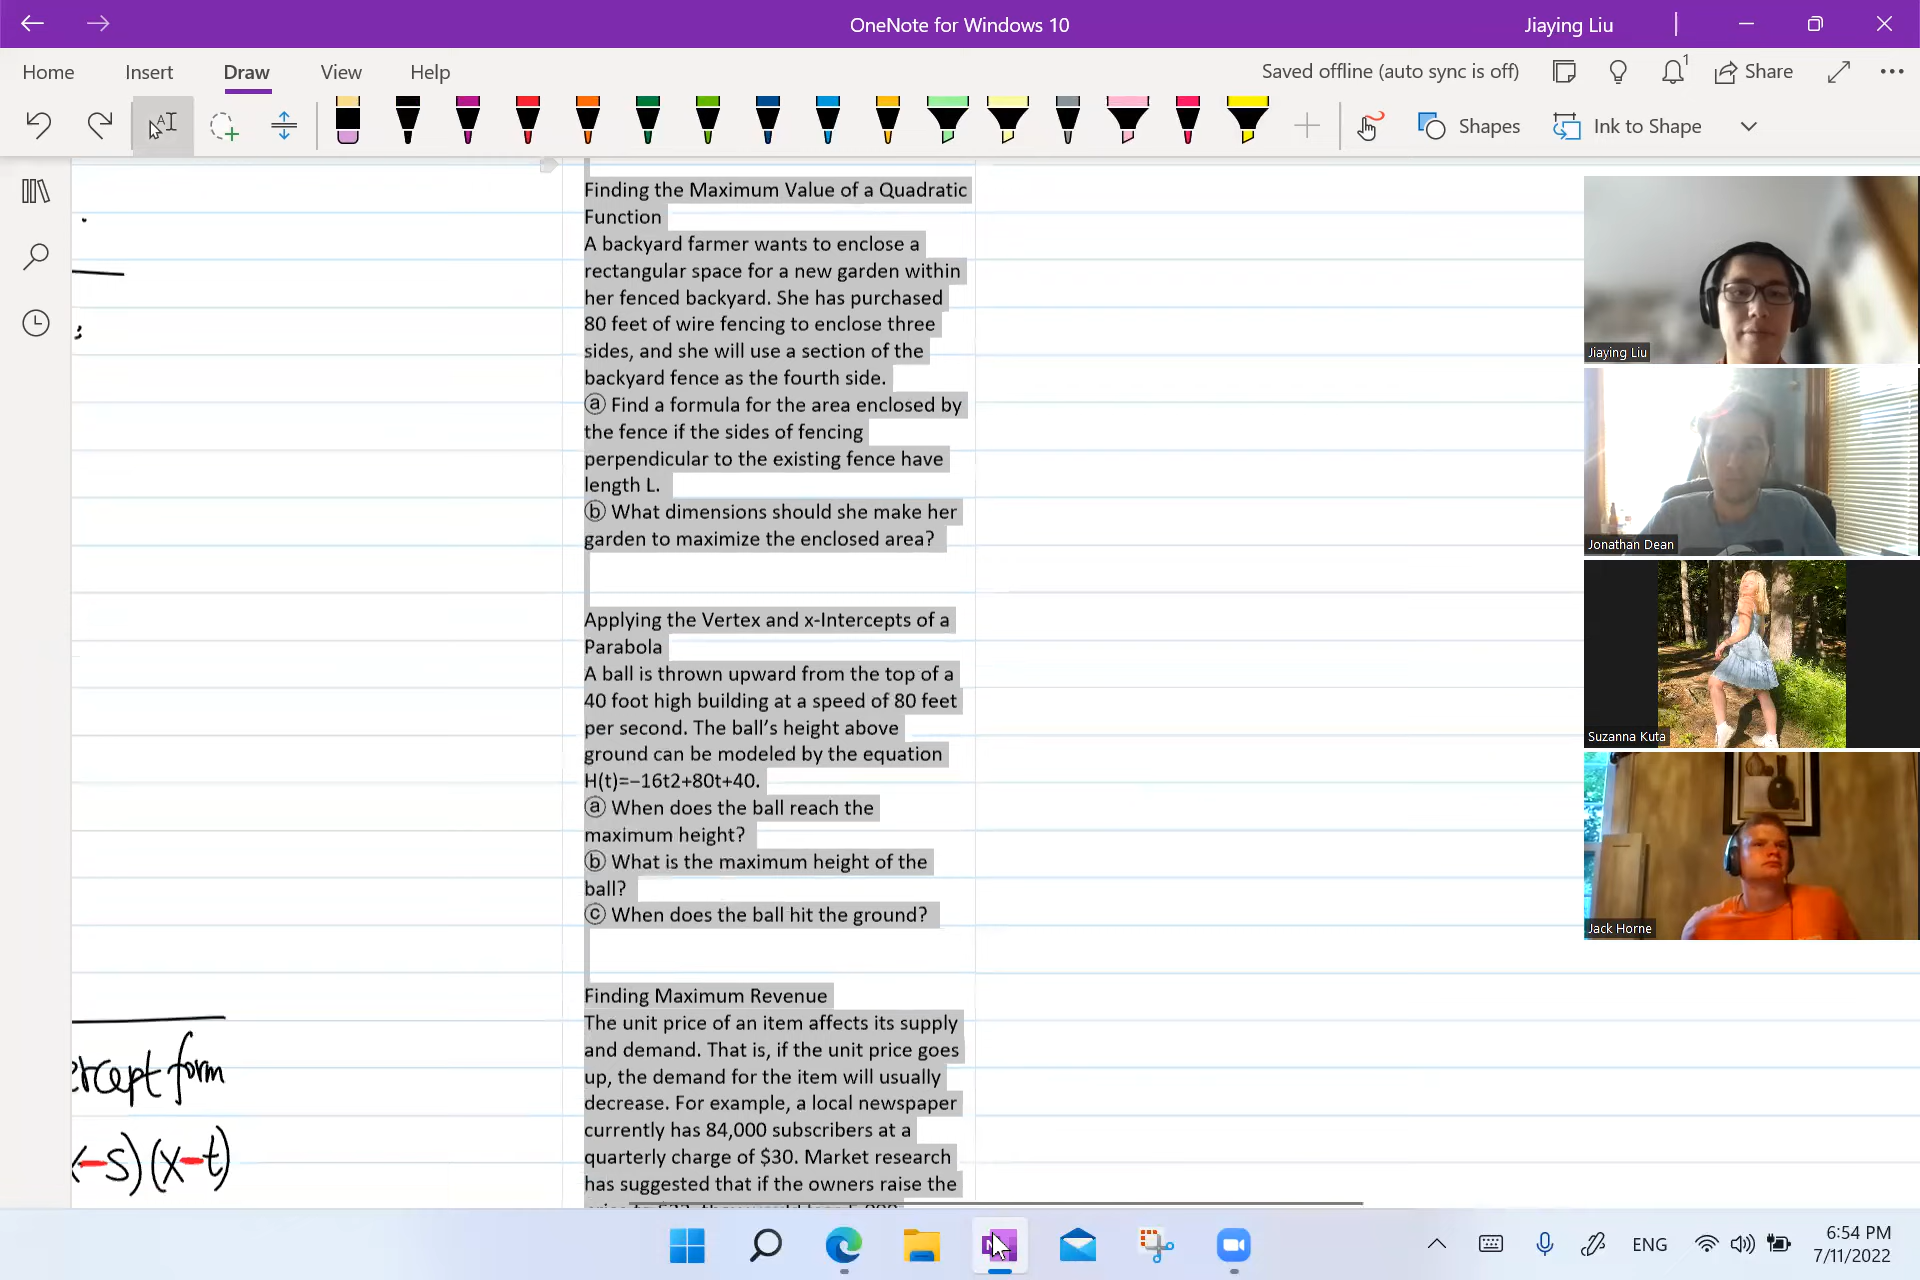 OneNote for Windows 10
Jiaying Liu
Home
Insert
Draw
View
Help
Saved offline (auto sync is off)
1
Share
Shapes
Ink to Shape
Finding the Maximum Value of a Quadratic
Function
A backyard farmer wants to enclose a
rectangular space for a new garden within
her fenced backyard. She has purchased
80 feet of wire fencing to enclose three
sides, and she will use a section of the
backyard fence as the fourth side.
ⓐ Find a formula for the area enclosed by
the fence if the sides of fencing
perpendicular to the existing fence have
length L.
ⓑ What dimensions should she make her
garden to maximize the enclosed area?
Applying the Vertex and x-Intercepts of a
Parabola
A ball is thrown upward from the top of a
40 foot high building at a speed of 80 feet
per second. The ball’s height above
ground can be modeled by the equation
H(t)=−16t2+80t+40.
ⓐ When does the ball reach the
maximum height?
ⓑ What is the maximum height of the
ball?
ⓒ When does the ball hit the ground?
Finding Maximum Revenue
The unit price of an item affects its supply
and demand. That is, if the unit price goes
up, the demand for the item will usually
decrease. For example, a local newspaper
currently has 84,000 subscribers at a
quarterly charge of $30. Market research
has suggested that if the owners raise the
ercept form
-s)(x-t)
Jiaying Liu
Jonathan Dean
Suzanna Kuta
Jack Horne
ENG
6:54 PM
7/11/2022